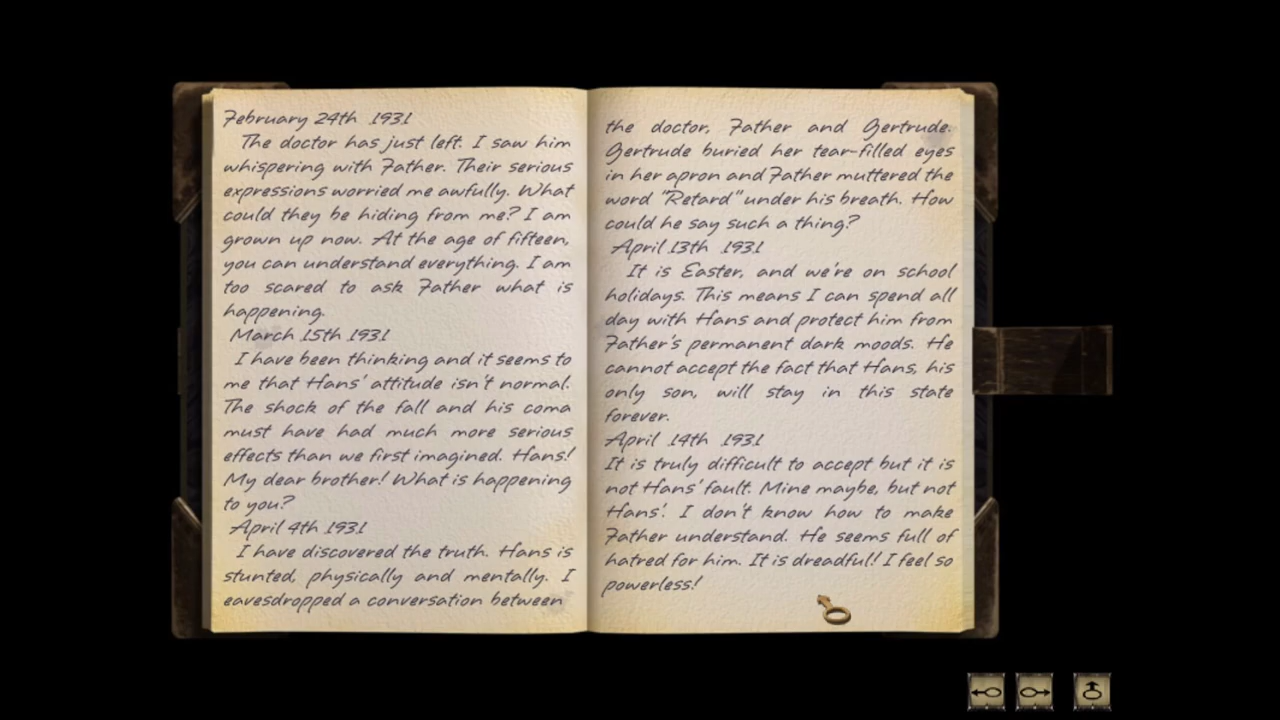 February 24th 1931
The doctor has just left. I saw him
whispering with Father. Their serious
expressions worried me awfully. What
could they be hiding from me? I am
grown up now. At the age of fifteen,
you can understand everything. I am
too scared to ask Father what is
happening.
March 15th 1931
I have been thinking and it seems to
me that Hans' attitude isn't normal.
The shock of the fall and his coma
must have had much more serious
effects than we first imagined. Hans!
My dear brother! What is happening
to you?
April 4th 1931
I have discovered the truth. Hans is
stunted, physically and mentally. I
eavesdropped a conversation between
the doctor, Father and Gertrude.
Gertrude buried her tear-filled eyes
in her apron and Father muttered the
word "Retard" under his breath. How
could he say such a thing?
April 13th 1931
It is Easter, and we're on school
holidays. This means I can spend all
day with Hans and protect him from
Father's permanent dark moods. He
cannot accept the fact that Hans, his
only son, will stay in this state
forever.
April 14th 1931
It is truly difficult to accept but it is
not Hans' fault. Mine maybe, but not
Hans'. I don't know how to make
Father understand. He seems full of
hatred for him. It is dreadful! I feel so
powerless!